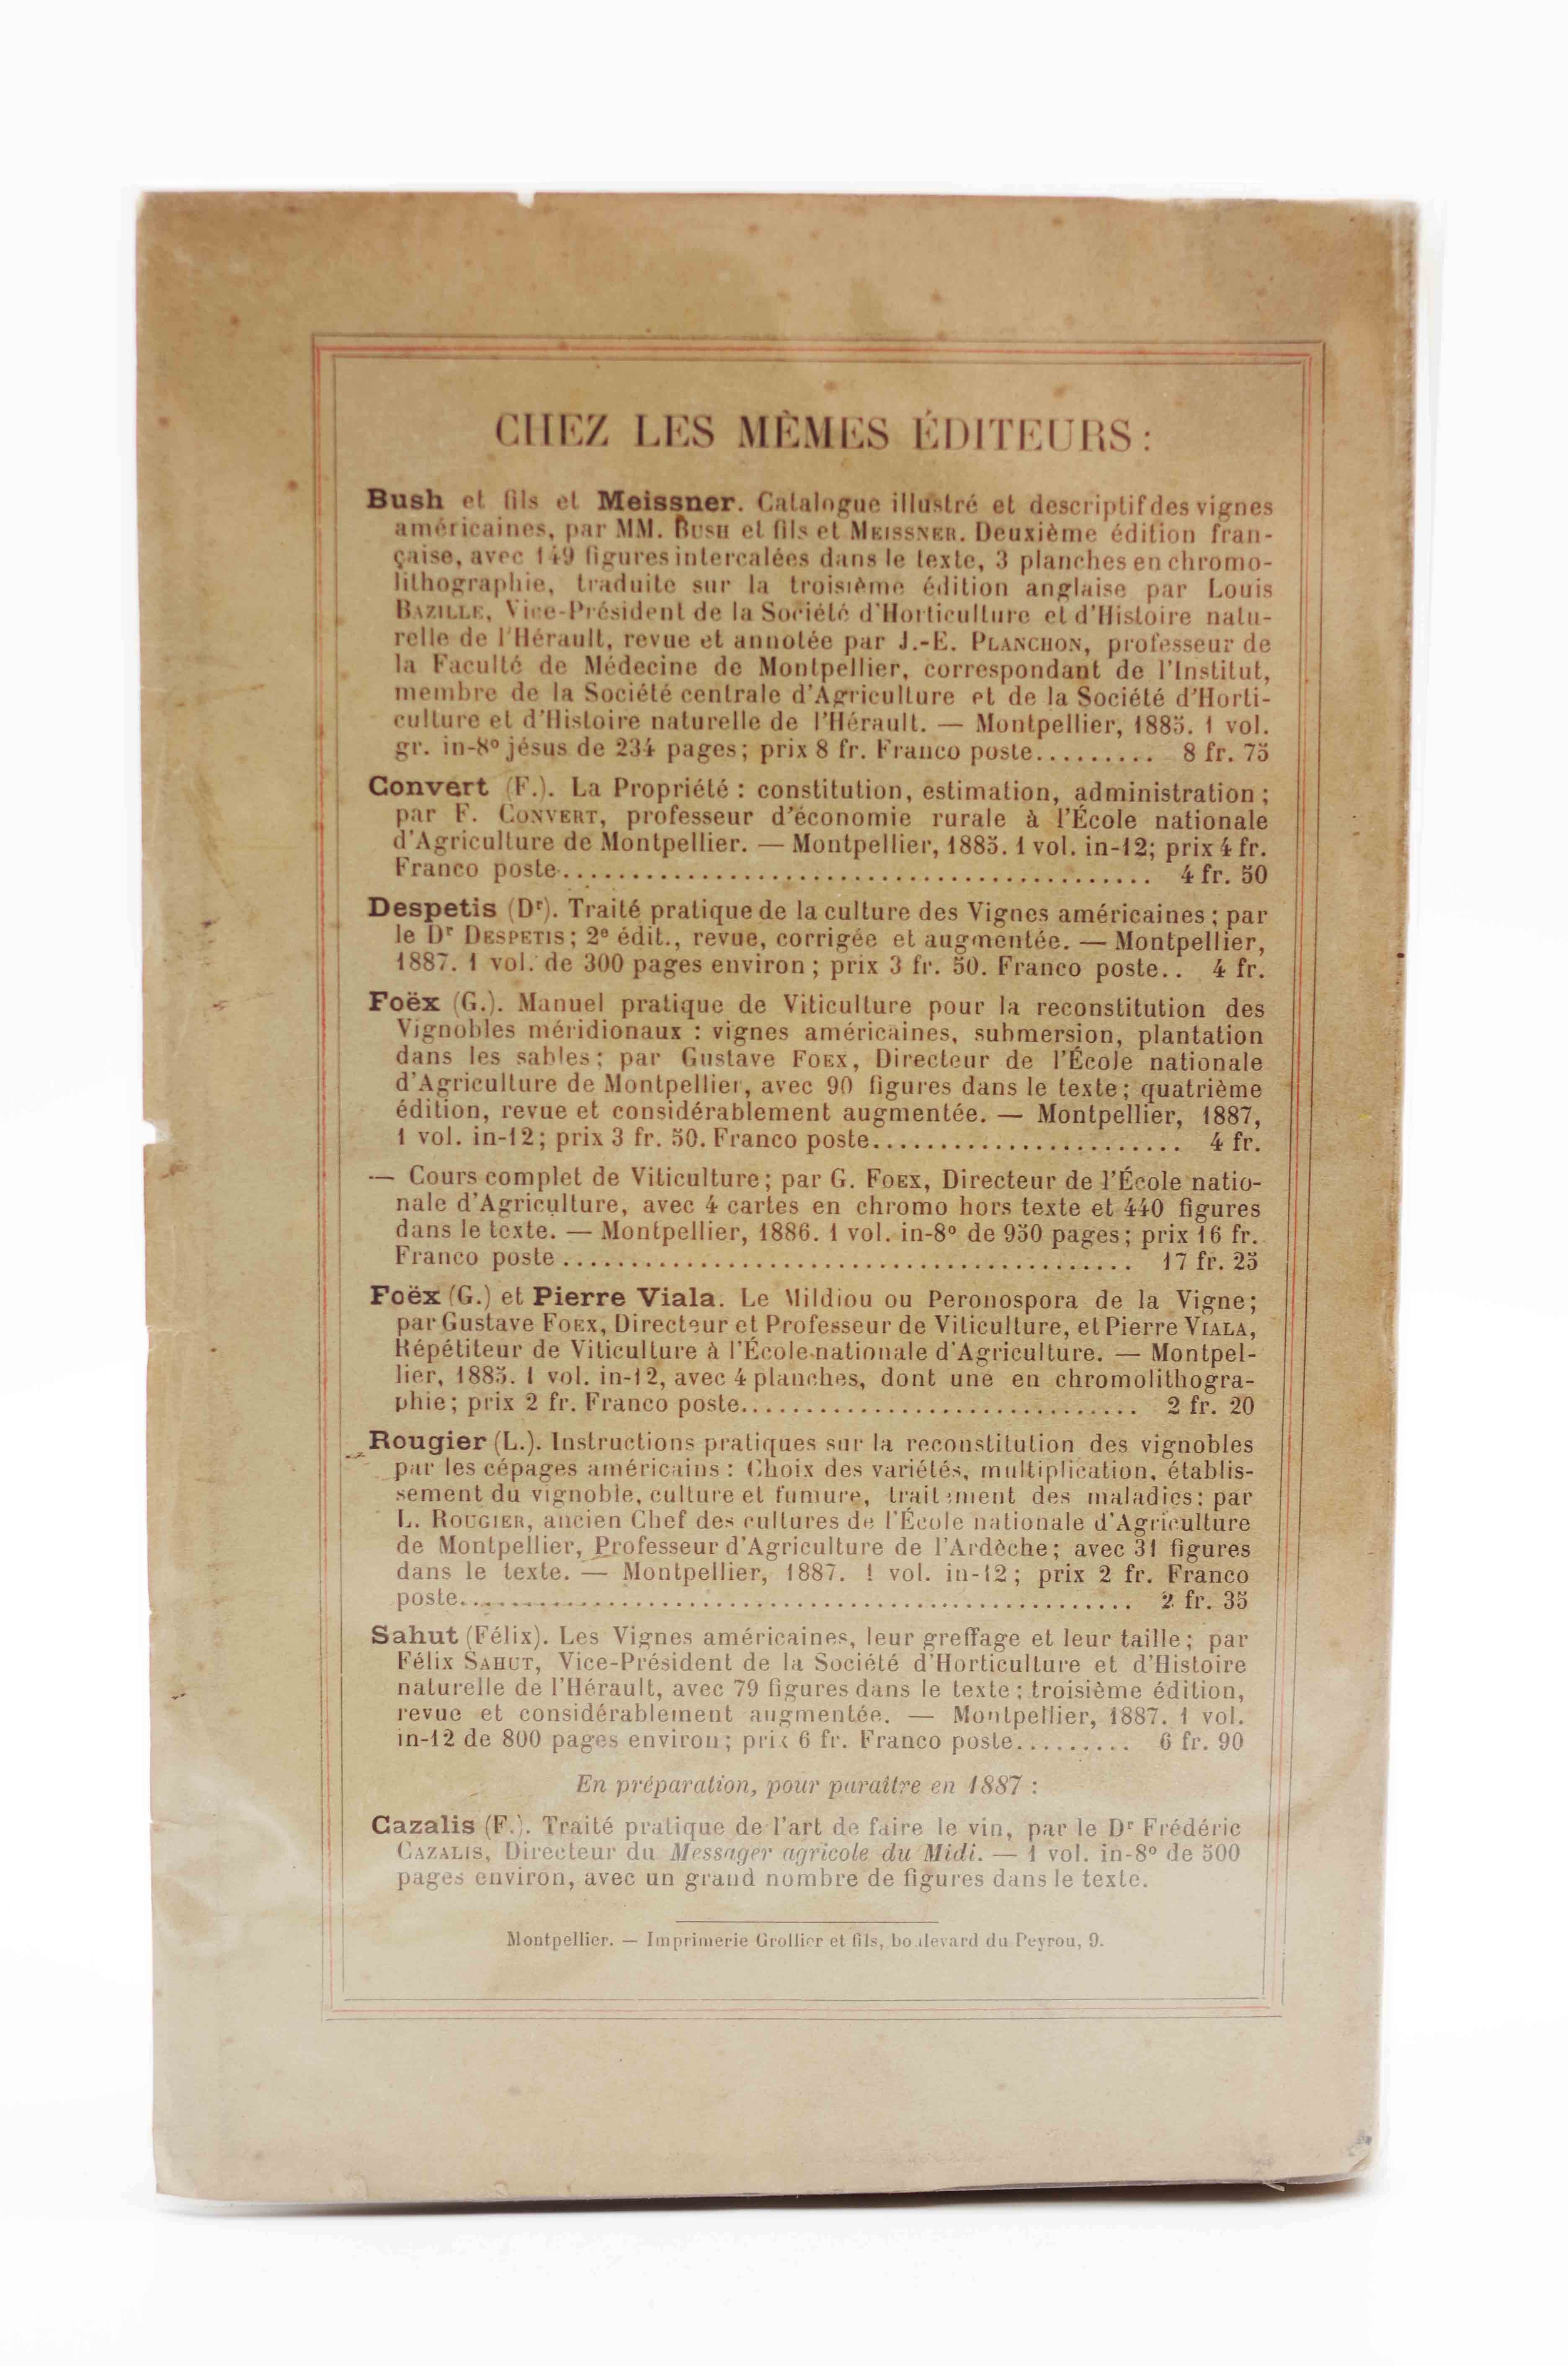 CHEZ LES MÊMES ÉDITEURS :
Bush et fils et Meissner. Catalogue illustré et descriptif des vignes
américaines, par MM. BUSH et fils et MEISSNER. Deuxième édition fran-
çaise, avec 149 figures intercalées dans le texte, 3 planches en chromo-
lithographie, traduite sur la troisième édition anglaise par Louis
BAZILLE, Vice-Président de la Société d'Horticulture et d'Histoire natu-
relle de l'Hérault, revue et annotée par J.-E. PLANCHON, professeur de
la Faculté de Médecine de Montpellier, correspondant de l'Institut,
membre de la Société centrale d'Agriculture et de la Société d'Horti-
culture et d'Histoire naturelle de l'Hérault. — Montpellier, 1885. 1 vol.
gr. in-8º jésus de 234 pages; prix 8 fr. Franco poste......... 8 fr. 75
Convert (F.). La Propriété : constitution, estimation, administration ;
par F. CONVERT, professeur d'économie rurale à l'École nationale
d'Agriculture de Montpellier. — Montpellier, 1885. 1 vol. in-12; prix 4 fr.
Franco poste............................................ 4 fr. 50
Despetis (Dr). Traité pratique de la culture des Vignes américaines ; par
le Dr DESPETIS ; 2e édit., revue, corrigée et augmentée. — Montpellier,
1887. 1 vol. de 300 pages environ ; prix 3 fr. 50. Franco poste.. 4 fr.
Foëx (G.). Manuel pratique de Viticulture pour la reconstitution des
Vignobles méridionaux : vignes américaines, submersion, plantation
dans les sables; par Gustave FOEX, Directeur de l'École nationale
d'Agriculture de Montpellier, avec 90 figures dans le texte ; quatrième
édition, revue et considérablement augmentée. — Montpellier, 1887,
1 vol. in-12 ; prix 3 fr. 50. Franco poste....................... 4 fr.
— Cours complet de Viticulture ; par G. FOEX, Directeur de l'École natio-
nale d'Agriculture, avec 4 cartes en chromo hors texte et 440 figures
dans le texte. — Montpellier, 1886. 1 vol. in-8º de 950 pages ; prix 16 fr.
Franco poste.......................................... 17 fr. 25
Foëx (G.) et Pierre Viala. Le Mildiou ou Peronospora de la Vigne;
par Gustave FOEX, Directeur et Professeur de Viticulture, et Pierre VIALA,
Répétiteur de Viticulture à l'École nationale d'Agriculture. — Montpel-
lier, 1885. 1 vol. in-12, avec 4 planches, dont une en chromolithogra-
phie ; prix 2 fr. Franco poste.............................. 2 fr. 20
Rougier (L.). Instructions pratiques sur la reconstitution des vignobles
par les cépages américains : Choix des variétés, multiplication, établis-
sement du vignoble, culture et fumure, traitement des maladies; par
L. ROUGIER, ancien Chef des cultures de l'École nationale d'Agriculture
de Montpellier, Professeur d'Agriculture de l'Ardèche; avec 31 figures
dans le texte. — Montpellier, 1887. 1 vol. in-12 ; prix 2 fr. Franco
poste.................................................. 2 fr. 35
Sahut (Félix). Les Vignes américaines, leur greffage et leur taille ; par
Félix SAHUT, Vice-Président de la Société d'Horticulture et d'Histoire
naturelle de l'Hérault, avec 79 figures dans le texte ; troisième édition,
revue et considérablement augmentée. — Montpellier, 1887. 1 vol.
in-12 de 800 pages environ ; prix 6 fr. Franco poste......... 6 fr. 90
En préparation, pour paraître en 1887 :
Cazalis (F.). Traité pratique de l'art de faire le vin, par le Dr Frédéric
CAZALIS, Directeur du Messager agricole du Midi. — 1 vol. in-8º de 500
pages environ, avec un grand nombre de figures dans le texte.
Montpellier. — Imprimerie Grollier et fils, boulevard du Peyrou, 9.